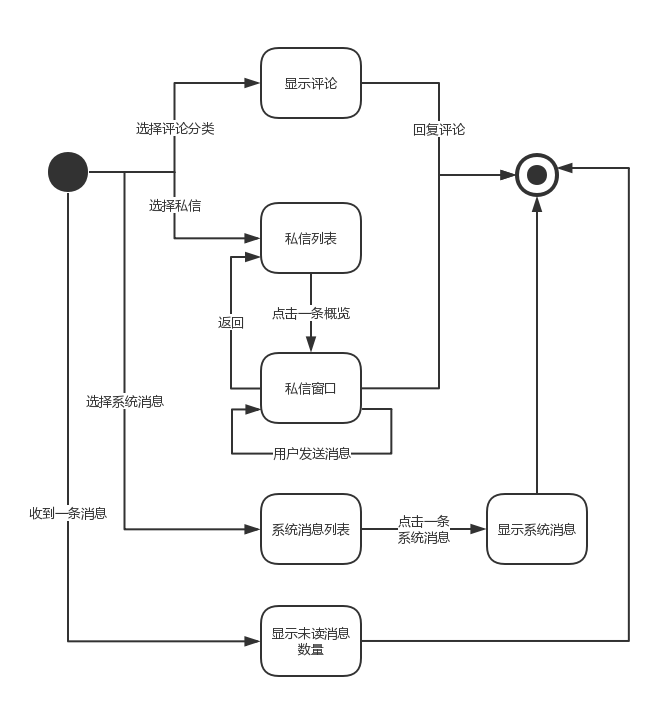 显示评论
选择评论分类
回复评论
选择私信
私信列表
点击一条概览
返回
私信窗口
选择系统消息
用户发送消息
收到一条消息
系统消息列表
点击一条
系统消息
显示系统消息
显示未读消息
数量